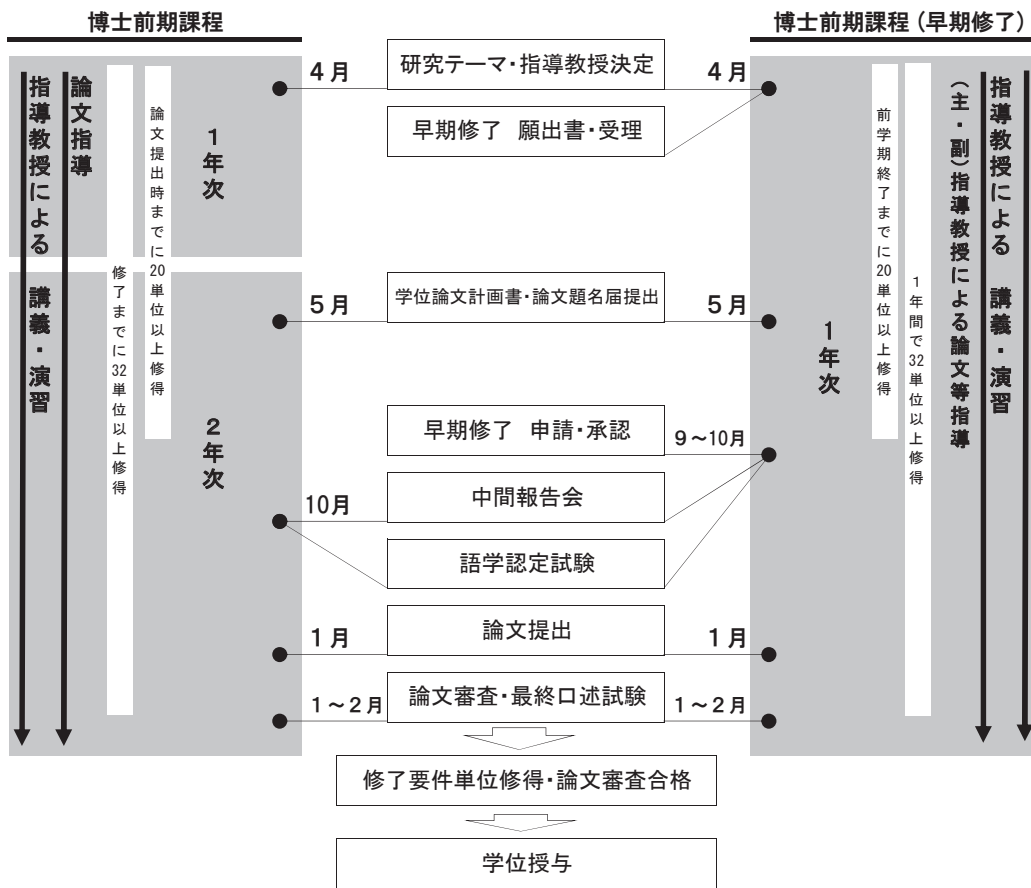 博士前期課程
指導教授による 講義・演習
論文指導
修了までに32単位以上修得
論文提出時までに20単位以上修得
1年次
2年次
4月
5月
10月
1月
1～2月
研究テーマ・指導教授決定
早期修了 願出書・受理
学位論文計画書・論文題名届提出
早期修了 申請・承認
中間報告会
語学認定試験
論文提出
論文審査・最終口述試験
修了要件単位修得・論文審査合格
学位授与
博士前期課程（早期修了）
4月
5月
9～10月
1月
1～2月
1年次
前学期終了までに20単位以上修得
1年間で32単位以上修得
（主・副）指導教授による論文等指導
指導教授による 講義・演習